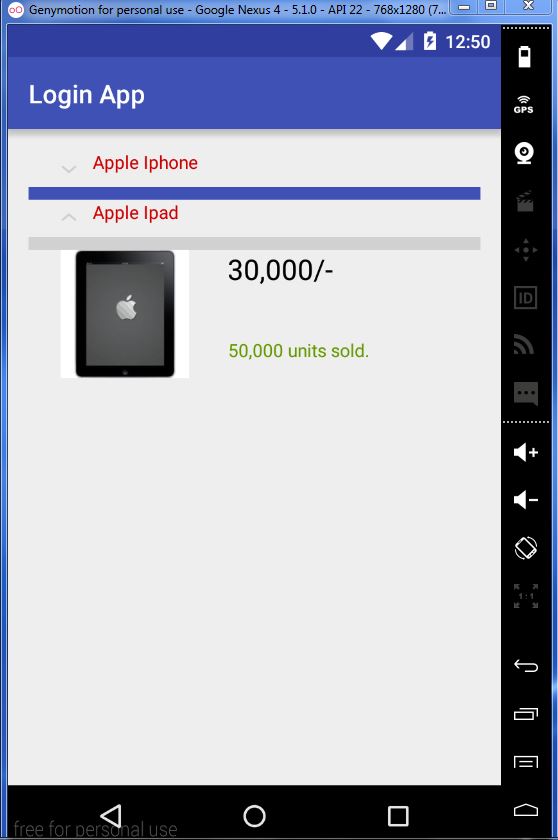 Genymotion for personal use - Google Nexus 4 - 5.1.0 - API 22 - 768x1280 (7...
12:50
Login App
GPS
Apple Iphone
Apple Ipad
30,000/-
ID
50,000 units sold.
1:1
free for personal use